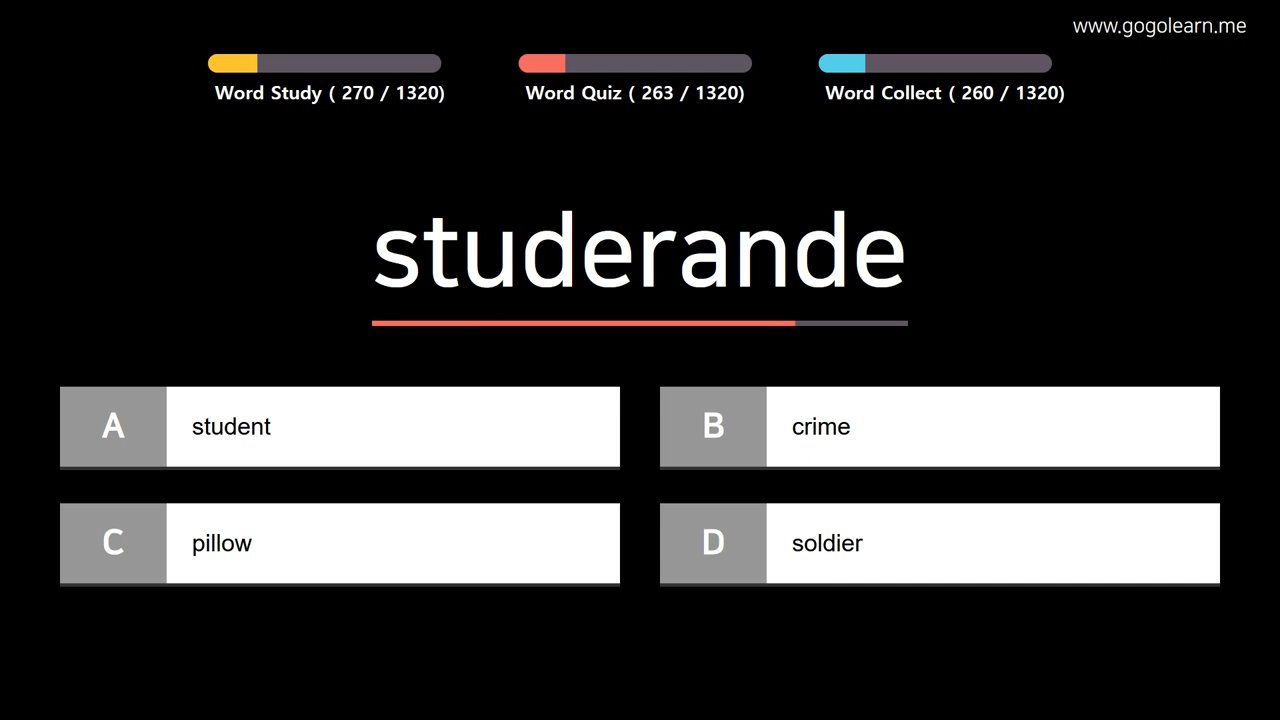 www.gogolearn.me
Word Study ( 270 / 1320)
Word Quiz ( 263 / 1320)
Word Collect ( 260 / 1320)
studerande
A student
B crime
C pillow
D soldier